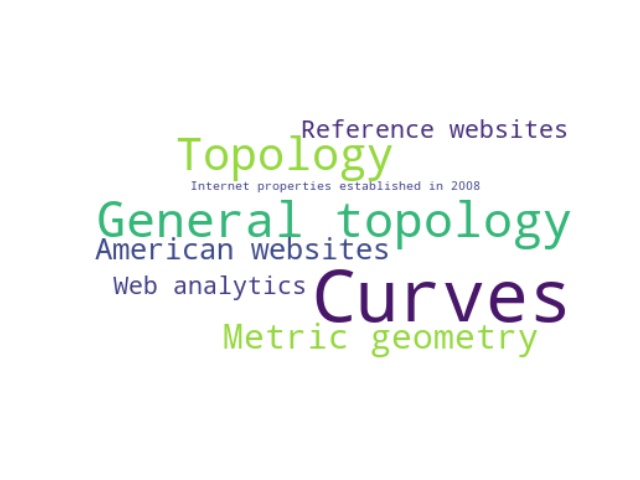 Reference websites
Topology
Internet properties established in 2008
General topology
American websites
Web analytics
Curves
Metric geometry